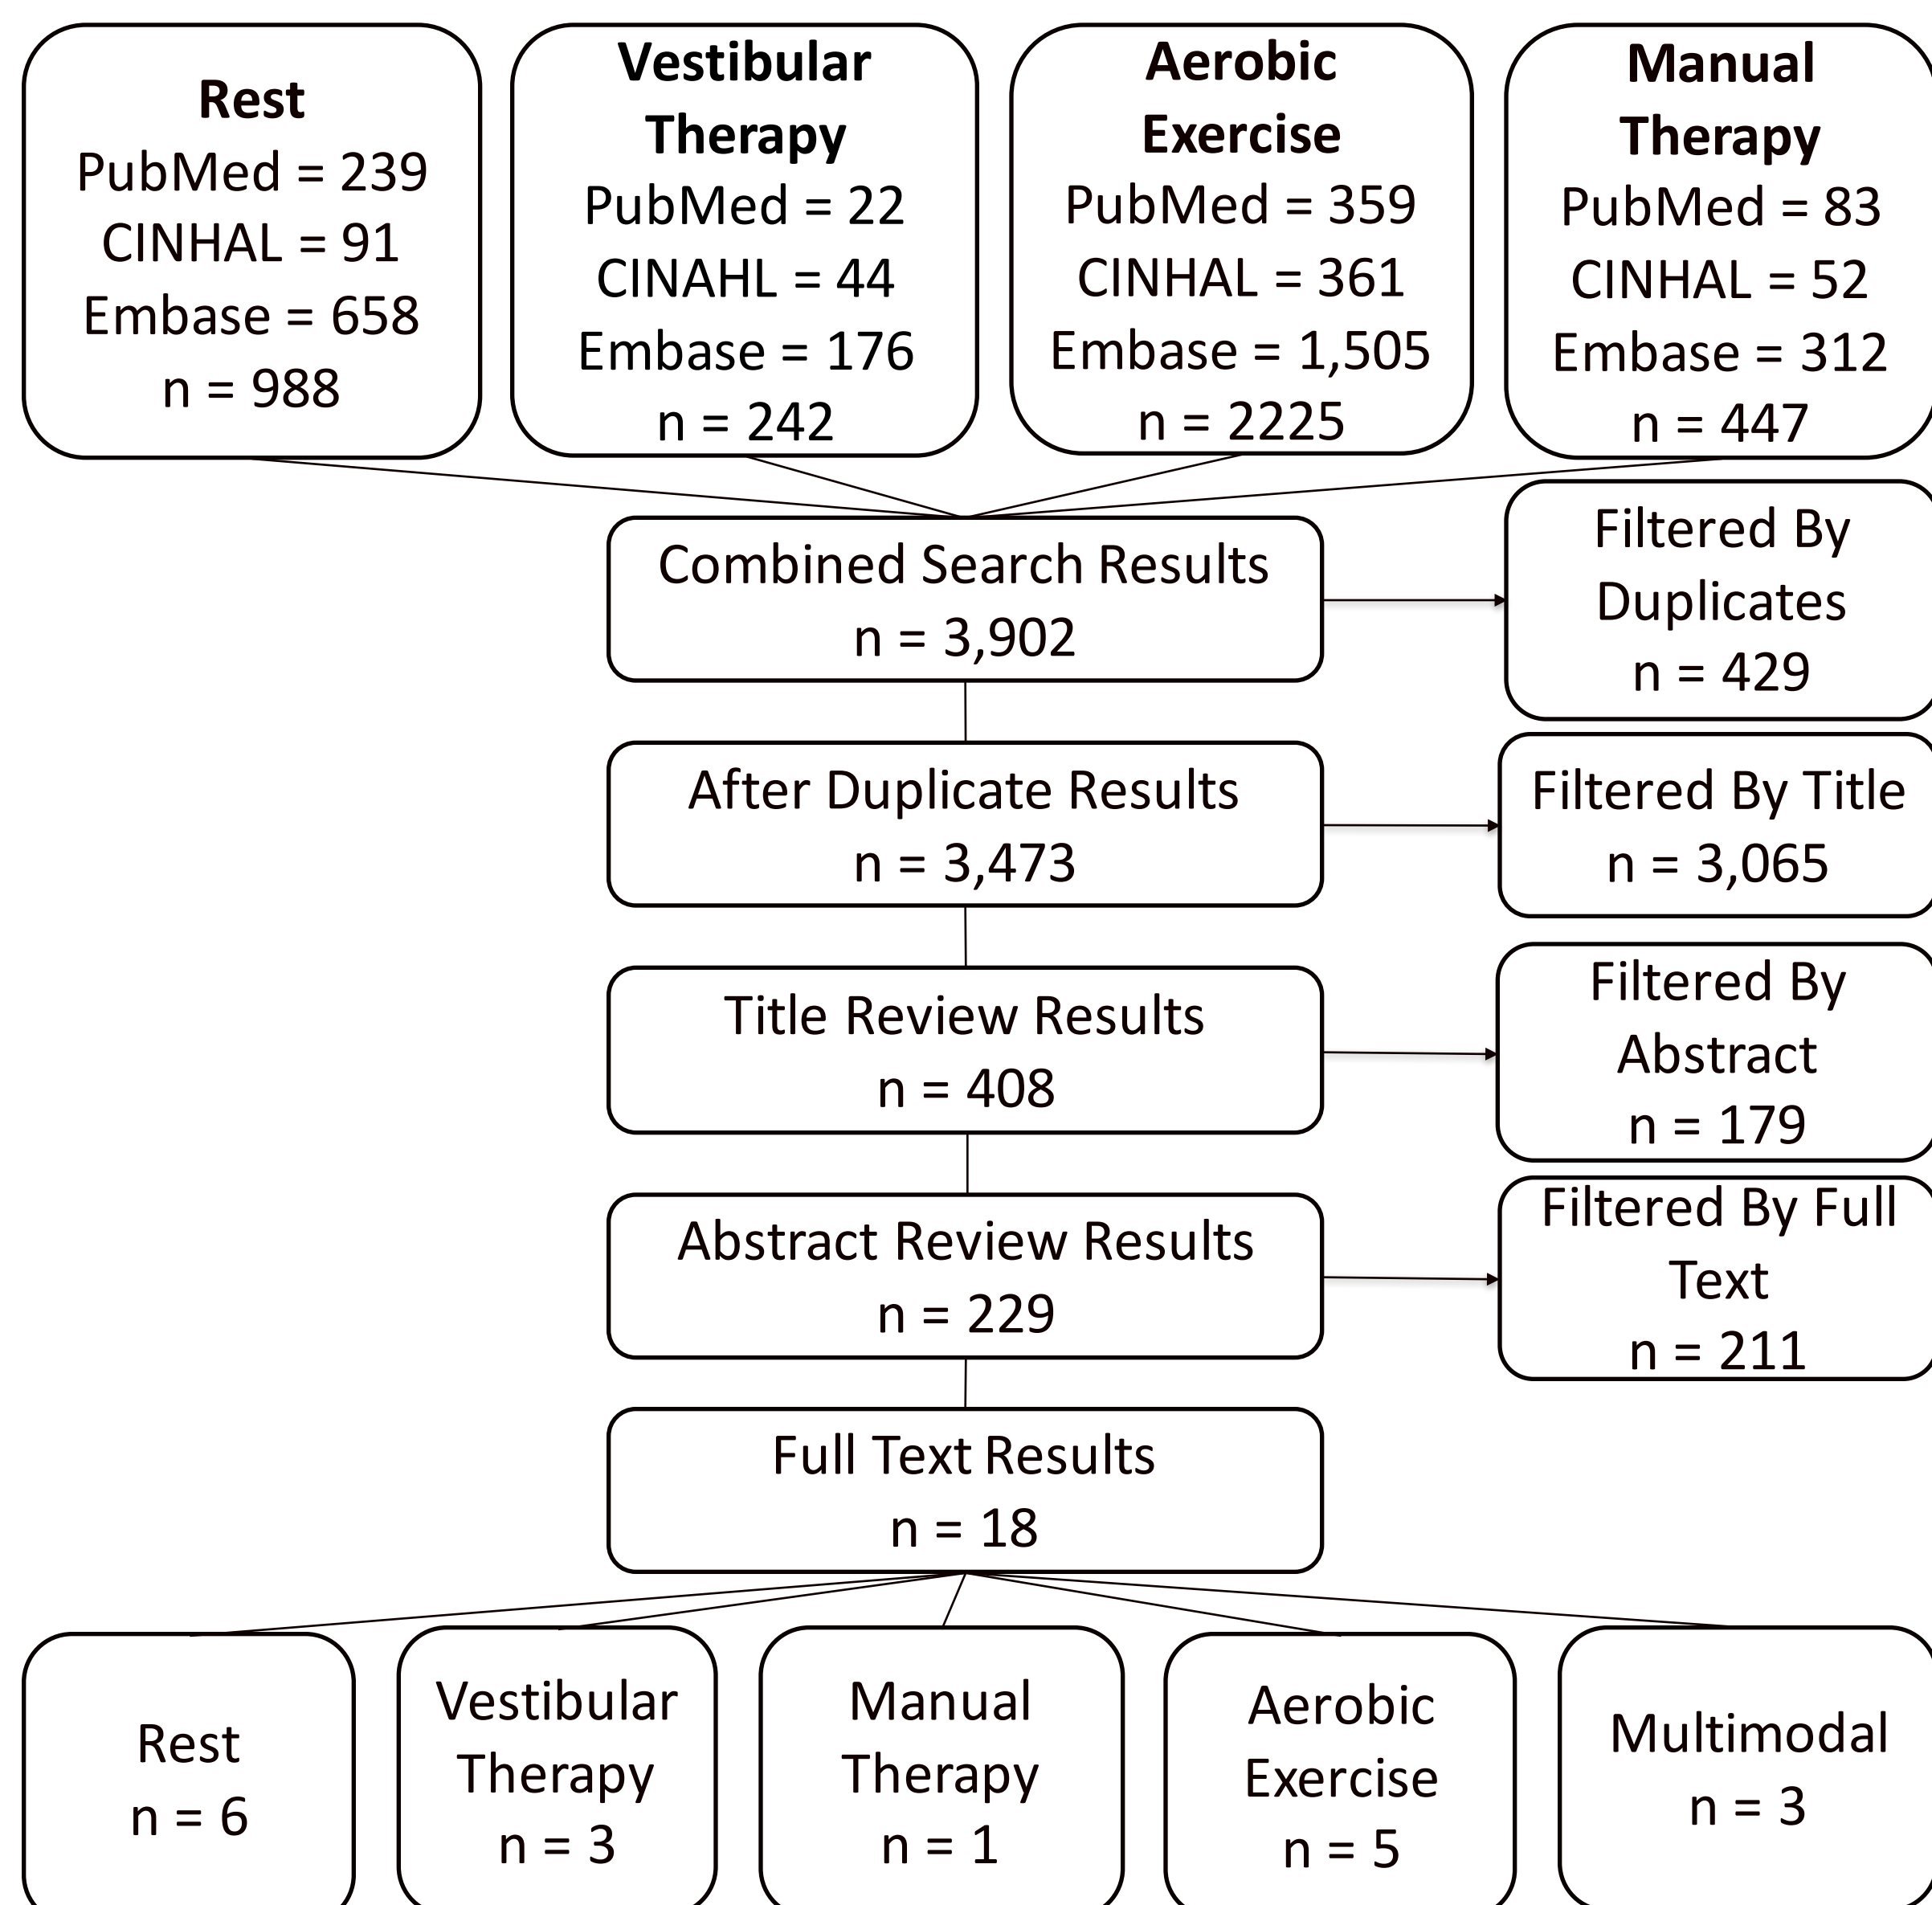 Rest
PubMed = 239
CINHAL = 91
Embase = 658
n = 988
Vestibular
Therapy
PubMed = 22
CINAHL = 44
Embase = 176
n = 242
Aerobic
Exercise
PubMed = 359
CINHAL = 361
Embase = 1,505
n = 2225
Manual
Therapy
PubMed = 83
CINHAL = 52
Embase = 312
n = 447
Combined Search Results
n = 3,902
Filtered By
Duplicates
n = 429
After Duplicate Results
n = 3,473
Filtered By Title
n = 3,065
Title Review Results
n = 408
Filtered By
Abstract
n = 179
Abstract Review Results
n = 229
Filtered By Full
Text
n = 211
Full Text Results
n = 18
Rest
n = 6
Vestibular
Therapy
n = 3
Manual
Therapy
n = 1
Aerobic
Exercise
n = 5
Multimodal
n = 3